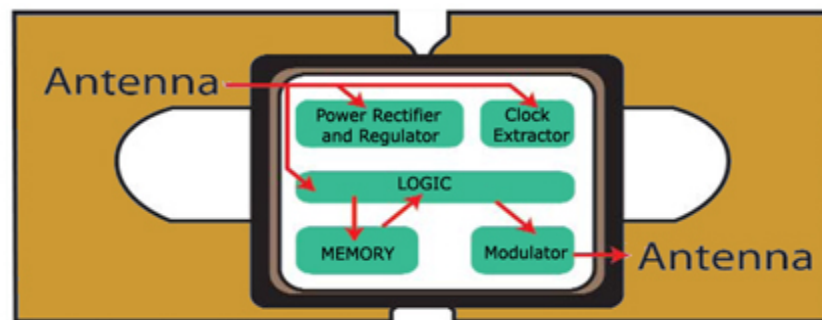 Antenna
Power Rectifier
and Regulator
Clock
Extractor
LOGIC
MEMORY
Modulator
Antenna